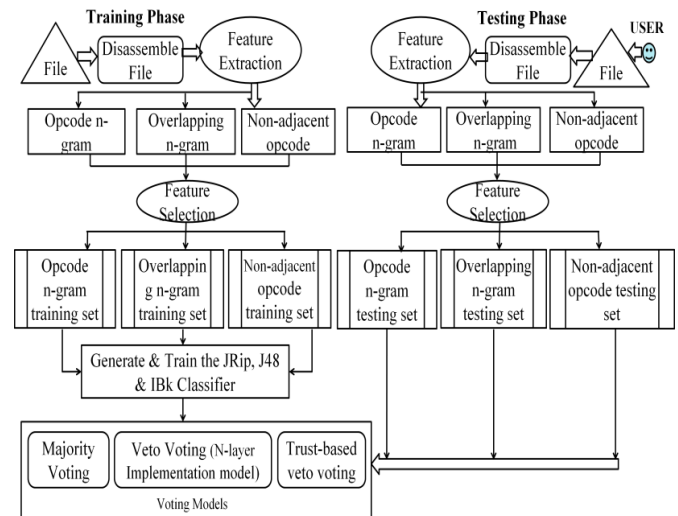 Training Phase
File
Disassemble
File
Feature
Extraction
Opcode n-
gram
Overlapping
n-gram
Non-adjacent
opcode
Feature
Selection
Opcode
n-gram
training set
Overlappin
g n-gram
training set
Non-adjacent
opcode
training set
Generate & Train the JRip, J48
& IBk Classifier
Majority
Voting
Veto Voting (N-layer
Implementation model)
Trust-based
veto voting
Voting Models
Testing Phase
USER
File
Disassemble
File
Feature
Extraction
Opcode
n-gram
Overlapping
n-gram
Non-adjacent
opcode
Feature
Selection
Opcode
n-gram
testing set
Overlapping
n-gram
testing set
Non-adjacent
opcode testing
set